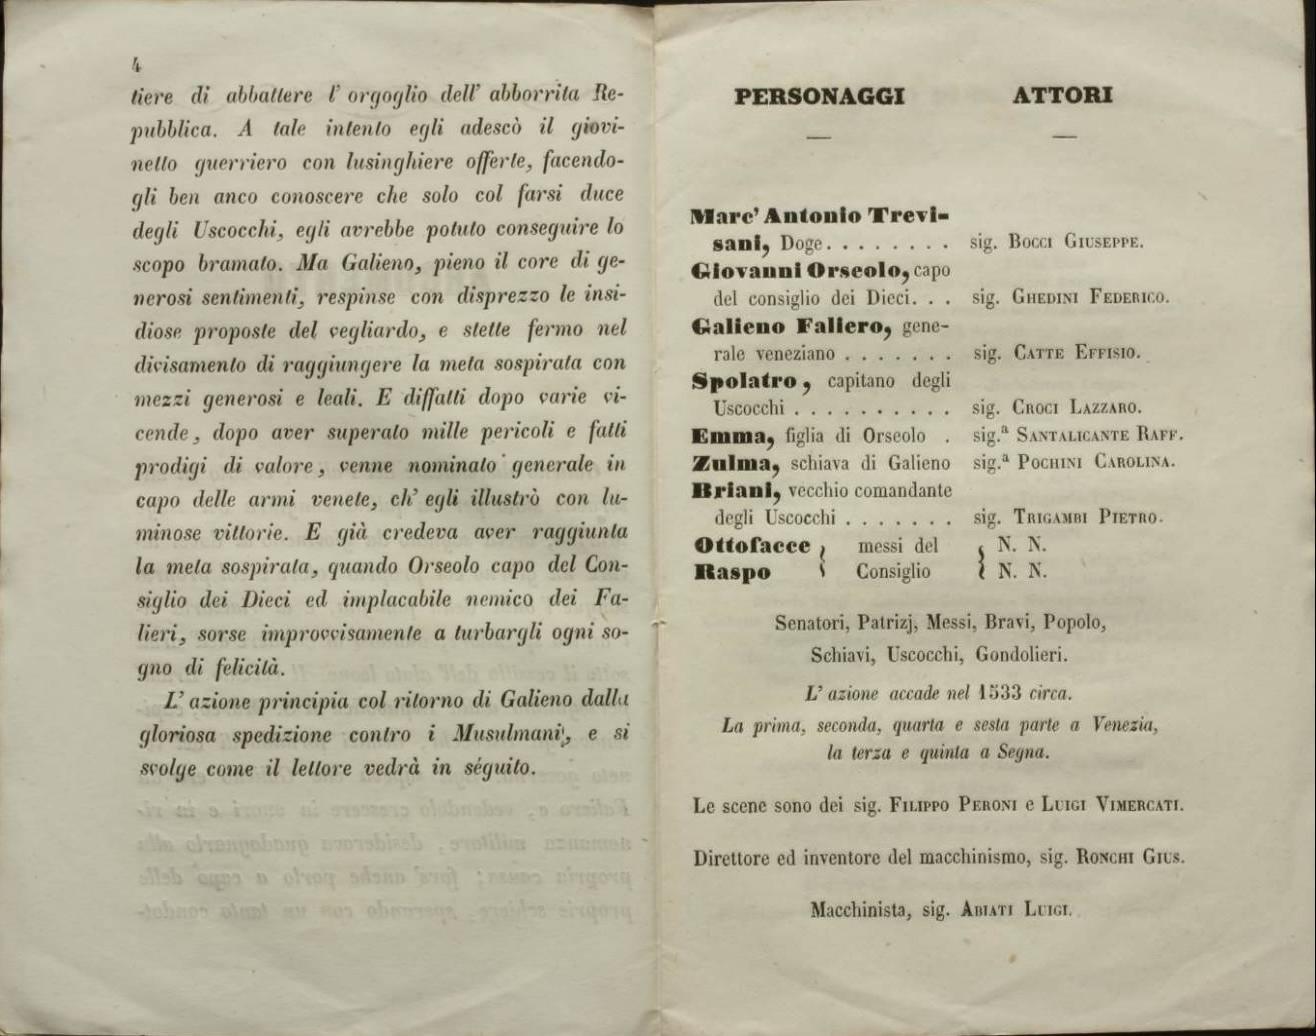 4
tiere di abbattere l' orgoglio dell' abborrita Re-
pubblica. A tale intento egli adescò il giovi-
netto guerriero con lusinghiere offerte, facendo-
gli ben anco conoscere che solo col farsi duce
degli Uscocchi, egli avrebbe potuto conseguire lo
scopo bramato. Ma Galieno, pieno il core di ge-
nerosi sentimenti, respinse con disprezzo le insi-
diose proposte del vegliardo, e stette fermo nel
divisamento di raggiungere la meta sospirata con
mezzi generosi e leali. E diffatti dopo varie vi-
cende, dopo aver superato mille pericoli e fatti
prodigi di valore, venne nominato generale in
capo delle armi venete, ch' egli illustrò con lu-
minose vittorie. E già credeva aver raggiunta
la meta sospirata, quando Orseolo capo del Con-
siglio dei Dieci ed implacabile nemico dei Fa-
lieri, sorse improvvisamente a turbargli ogni so-
gno di felicità.
L' azione principia col ritorno di Galieno dalla
gloriosa spedizione contro i Musulmani, e si
svolge come il lettore vedrà in séguito.
PERSONAGGI ATTORI
Marc' Antonio Trevi-
sani, Doge. . . . . . . . sig. BOCCI GIUSEPPE.
Giovanni Orseolo, capo
del consiglio dei Dieci. . . sig. GHEDINI FEDERICO.
Galieno Faliero, gene-
rale veneziano . . . . . . . sig. CATTE EFFISIO.
Spolatro, capitano degli
Uscocchi . . . . . . . . . . sig. CROCI LAZZARO.
Emma, figlia di Orseolo . sig.ª SANTALICANTE RAFF.
Zulma, schiava di Galieno sig.ª POCHINI CAROLINA.
Briani, vecchio comandante
degli Uscocchi . . . . . . . sig. TRIGAMBI PIETRO.
Ottofacce } messi del { N. N.
Raspo } Consiglio { N. N.
Senatori, Patrizj, Messi, Bravi, Popolo,
Schiavi, Uscocchi, Gondolieri.
L' azione accade nel 1533 circa.
La prima, seconda, quarta e sesta parte a Venezia,
la terza e quinta a Segna.
Le scene sono dei sig. FILIPPO PERONI e LUIGI VIMERCATI.
Direttore ed inventore del macchinismo, sig. RONCHI GIUS.
Macchinista, sig. ABIATI LUIGI.